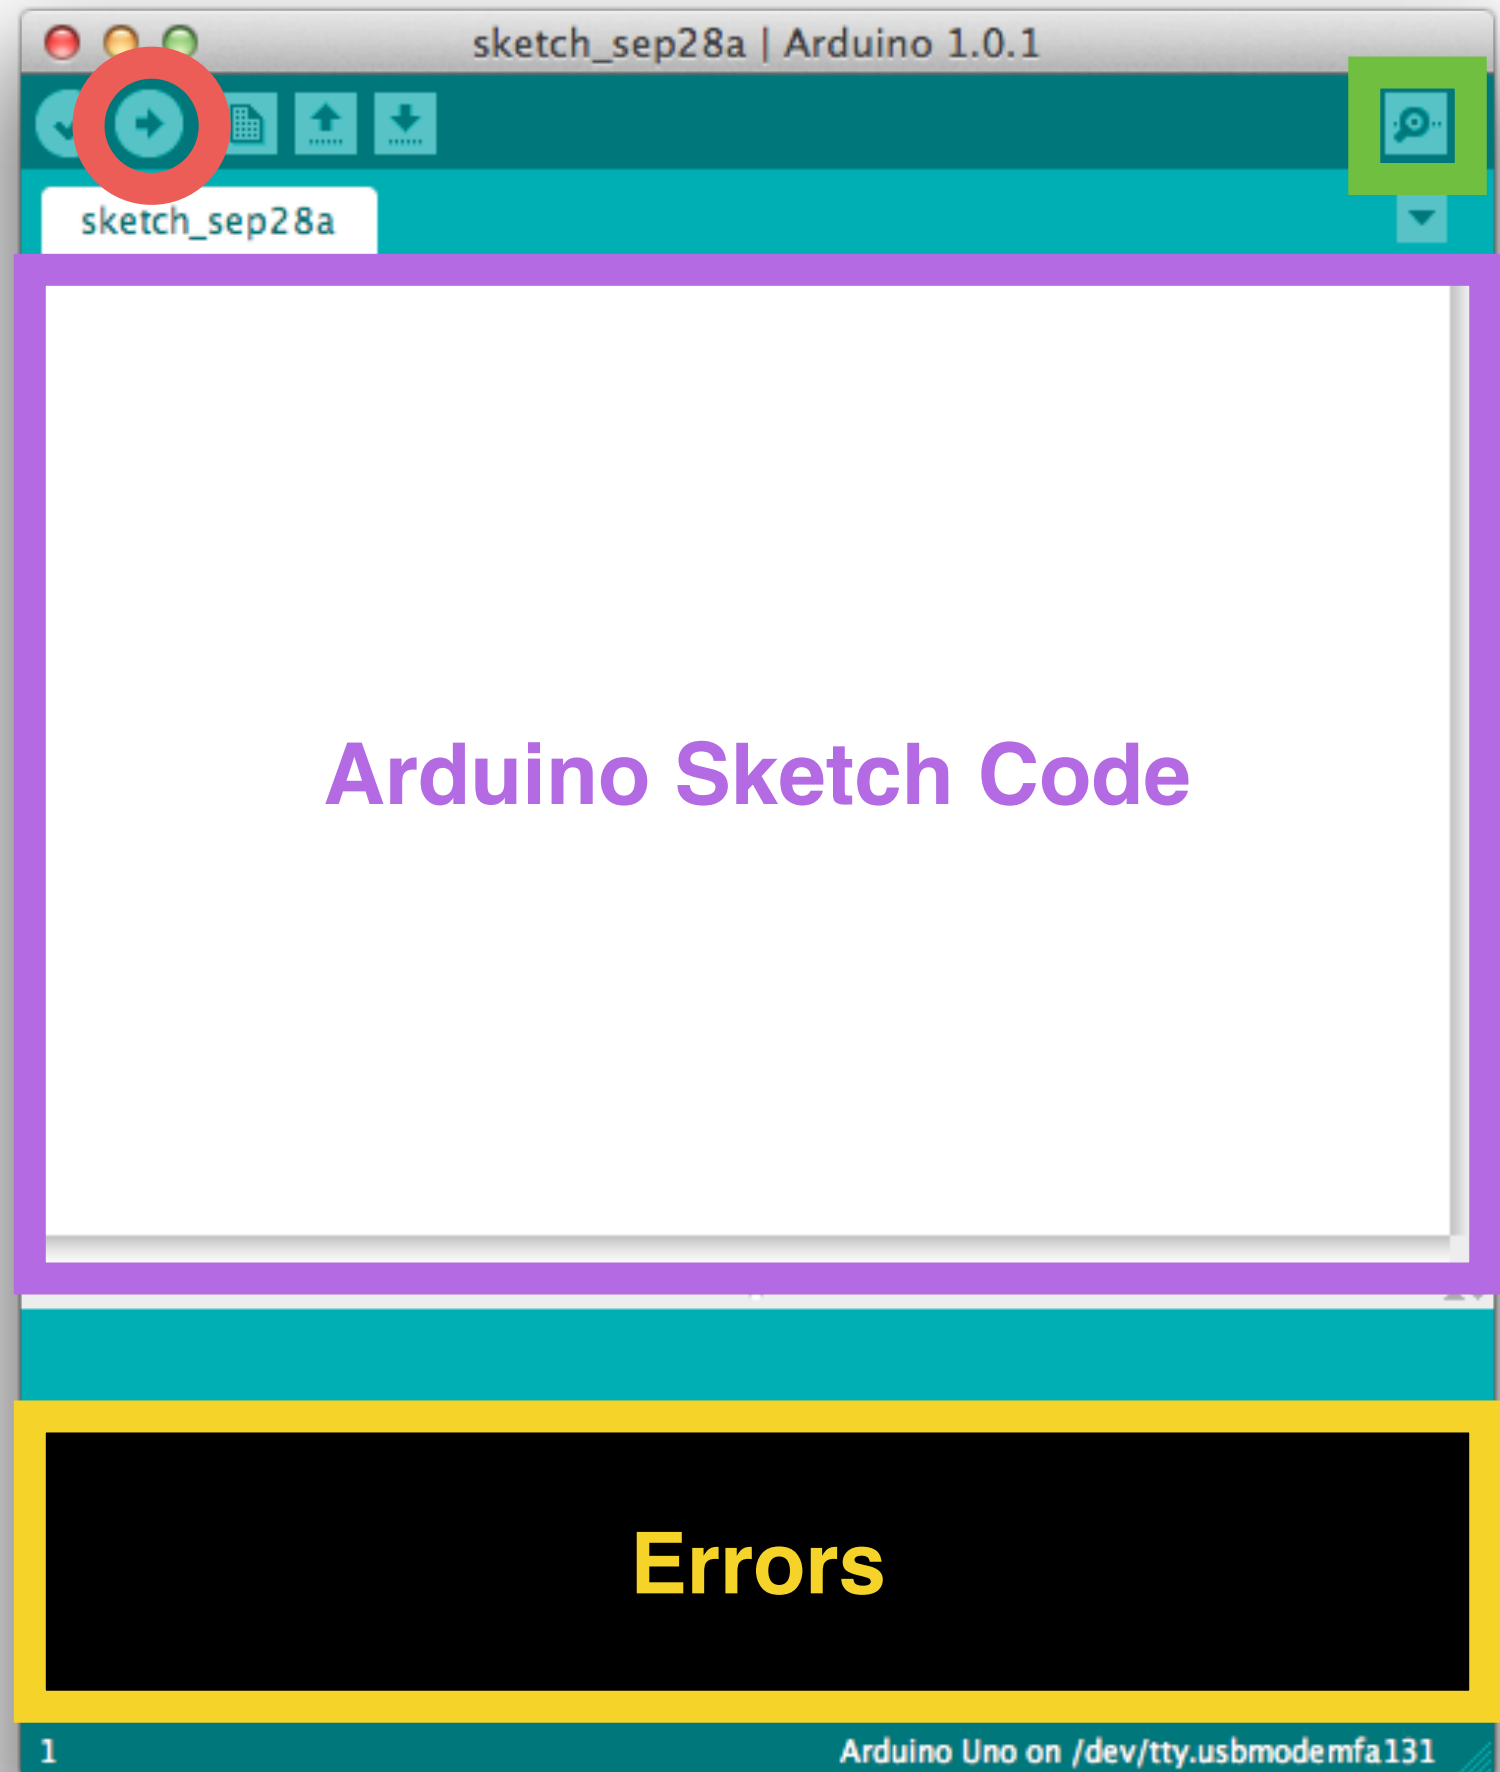 sketch_sep28a | Arduino 1.0.1
sketch_sep28a
Arduino Sketch Code
Errors
1
Arduino Uno on /dev/tty.usbmodemfa131